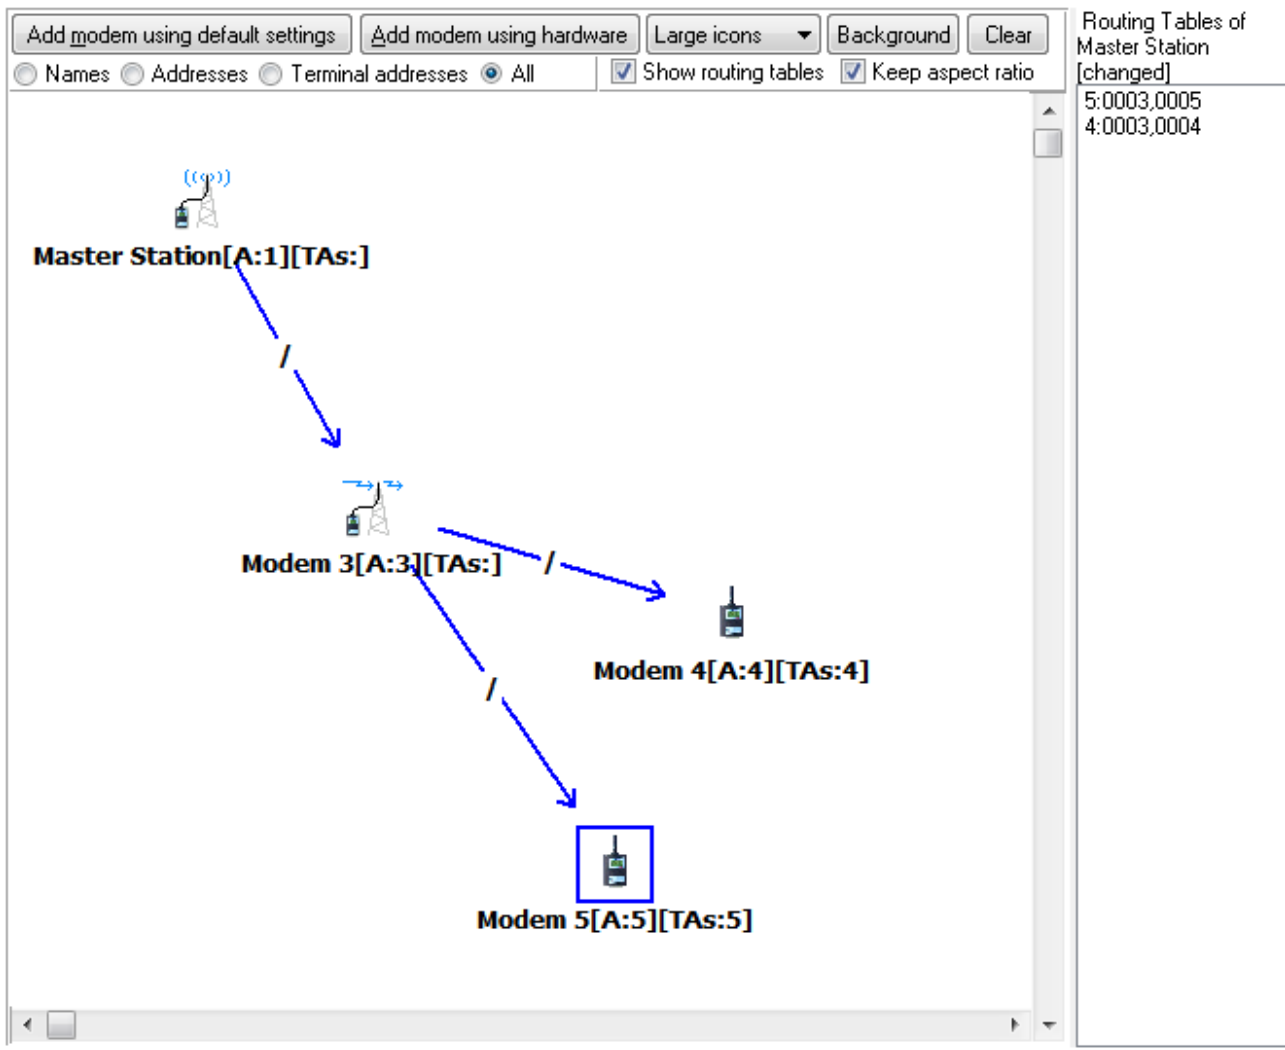 Add modem using default settings Add modem using hardware Large icons Background Clear
Names Addresses Terminal addresses All Show routing tables Keep aspect ratio
Routing Tables of
Master Station
[changed]
5:0003,0005
4:0003,0004
((·))
Master Station[A:1][TAs:]
/
Modem 3[A:3][TAs:]
/
Modem 4[A:4][TAs:4]
/
Modem 5[A:5][TAs:5]